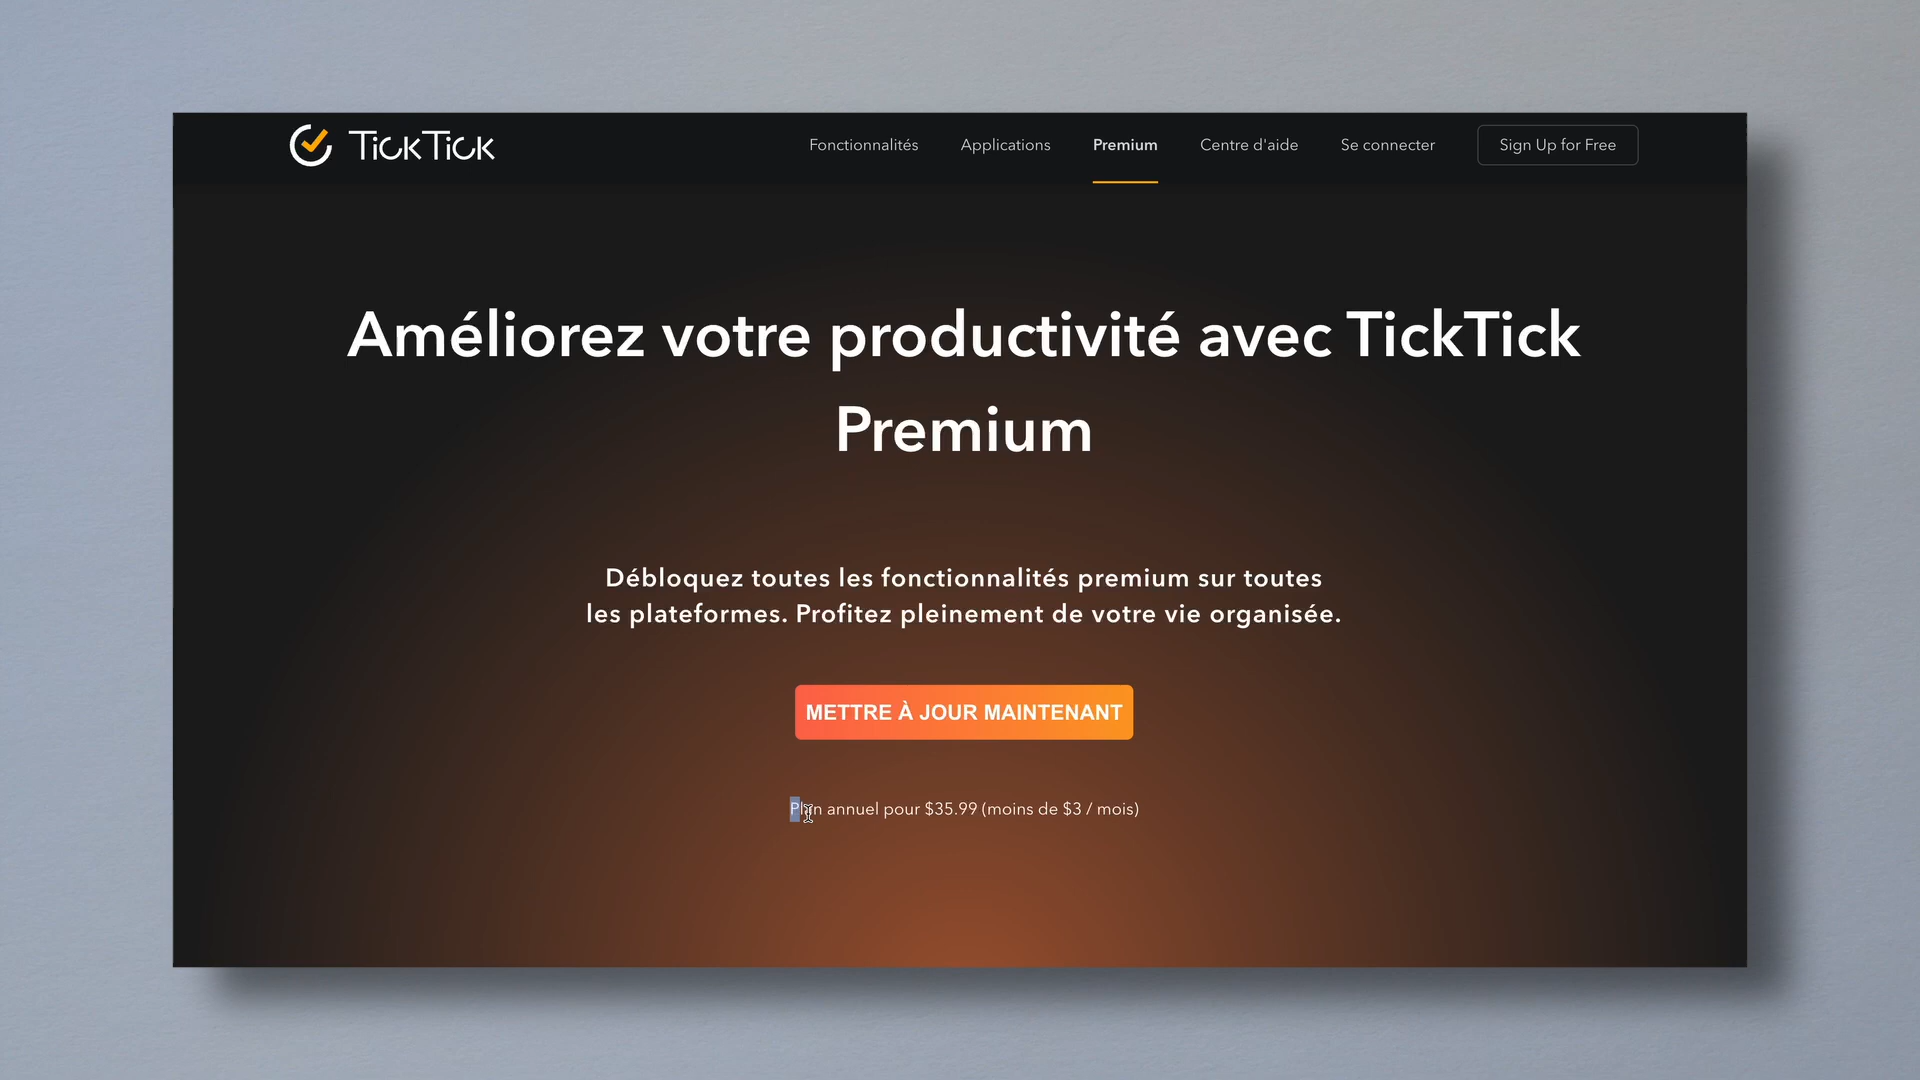 TickTick
Fonctionnalités
Applications
Premium
Centre d'aide
Se connecter
Sign Up for Free
Améliorez votre productivité avec TickTick
Premium
Débloquez toutes les fonctionnalités premium sur toutes
les plateformes. Profitez pleinement de votre vie organisée.
METTRE À JOUR MAINTENANT
Plan annuel pour $35.99 (moins de $3 / mois)